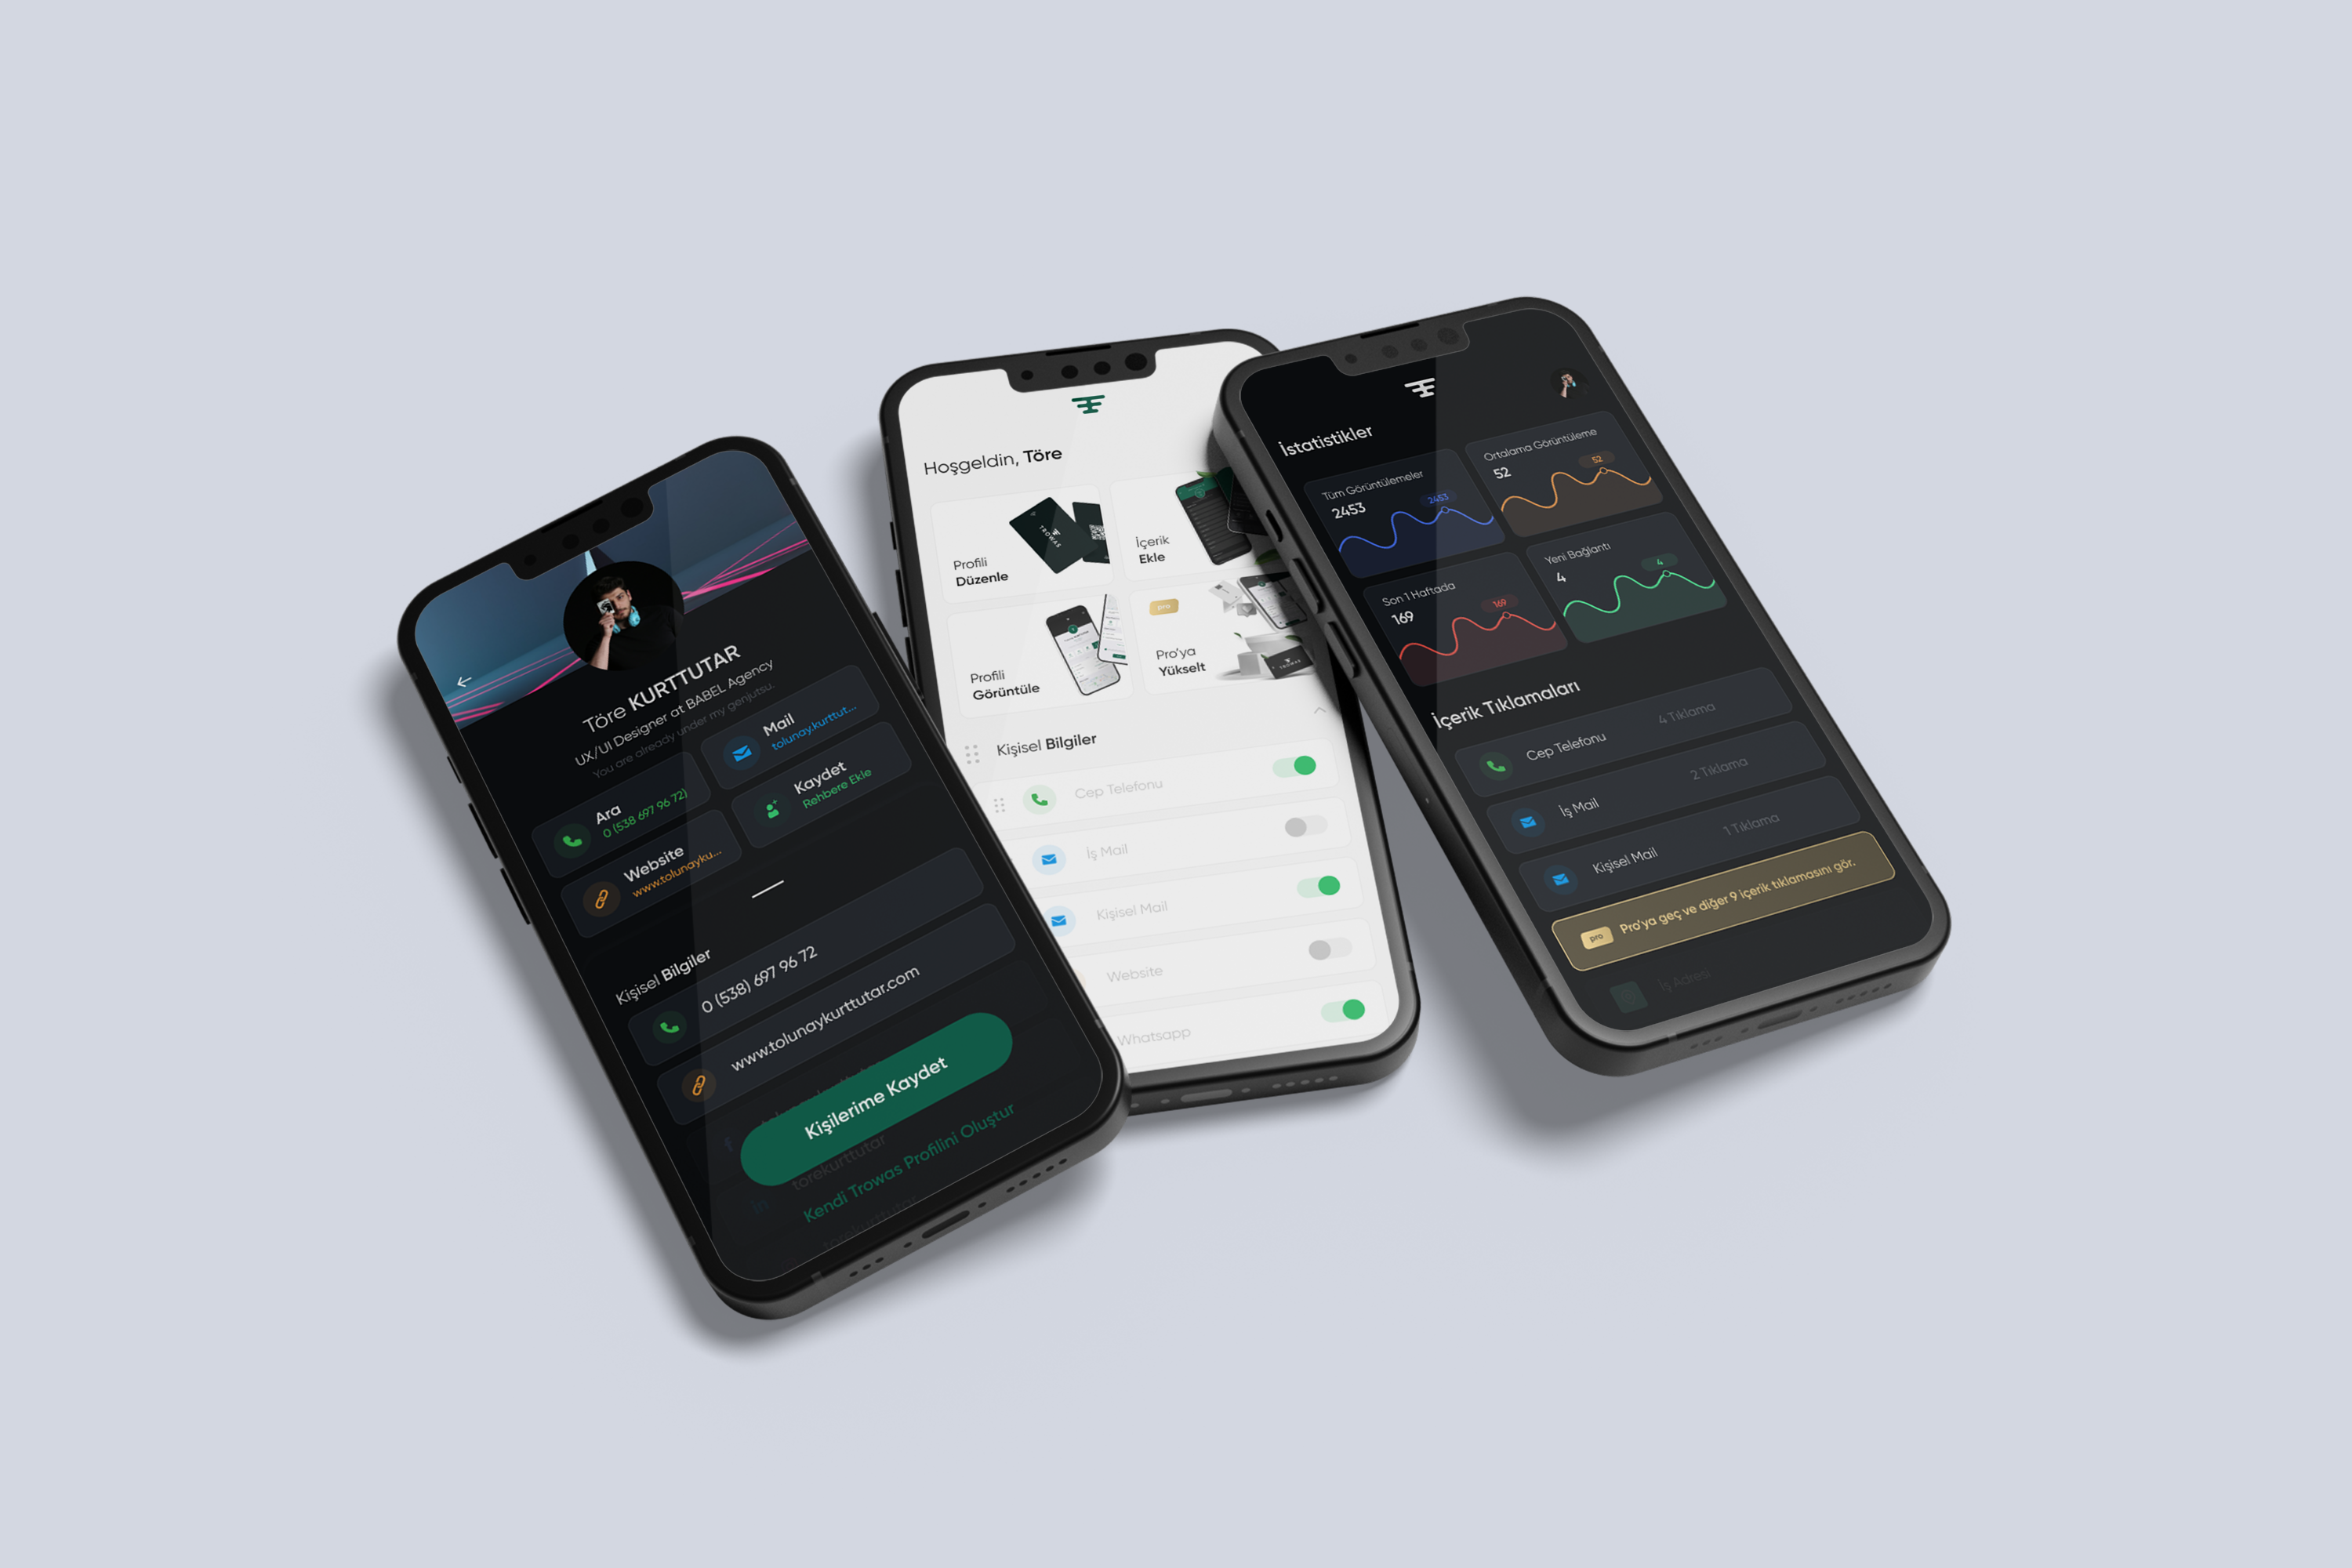 Töre KURTTUTAR
UX/UI Designer at BABEL Agency
You are already under my genjutsu.
Ara
0 (538 697 96 72)
Mail
tolunay.kurttut...
Website
www.tolunayku...
Kaydet
Rehbere Ekle
Kişisel Bilgiler
0 (538) 697 96 72
www.tolunaykurttutar.com
Kişilerime Kaydet
torekurttutar
Kendi Trowas Profilini Oluştur
torekurttutar
Hoşgeldin, Töre
Profili
Düzenle
TROWAS
İçerik
Ekle
Profili
Görüntüle
pro
Pro'ya
Yükselt
TROWAS
Kişisel Bilgiler
Cep Telefonu
İş Mail
Kişisel Mail
Website
Whatsapp
İstatistikler
Tüm Görüntülemeler
2453
2453
Ortalama Görüntüleme
52
52
Son 1 Haftada
169
169
Yeni Bağlantı
4
4
İçerik Tıklamaları
Cep Telefonu
4 Tıklama
İş Mail
2 Tıklama
Kişisel Mail
1 Tıklama
pro
Pro'ya geç ve diğer 9 içerik tıklamasını gör.
İş Adresi